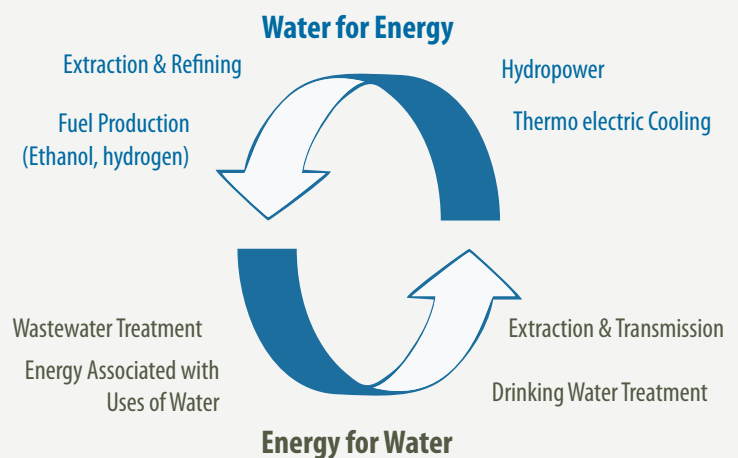 Water for Energy
Extraction & Refining
Hydropower
Fuel Production
(Ethanol, hydrogen)
Thermo electric Cooling
Wastewater Treatment
Extraction & Transmission
Energy Associated with
Uses of Water
Drinking Water Treatment
Energy for Water